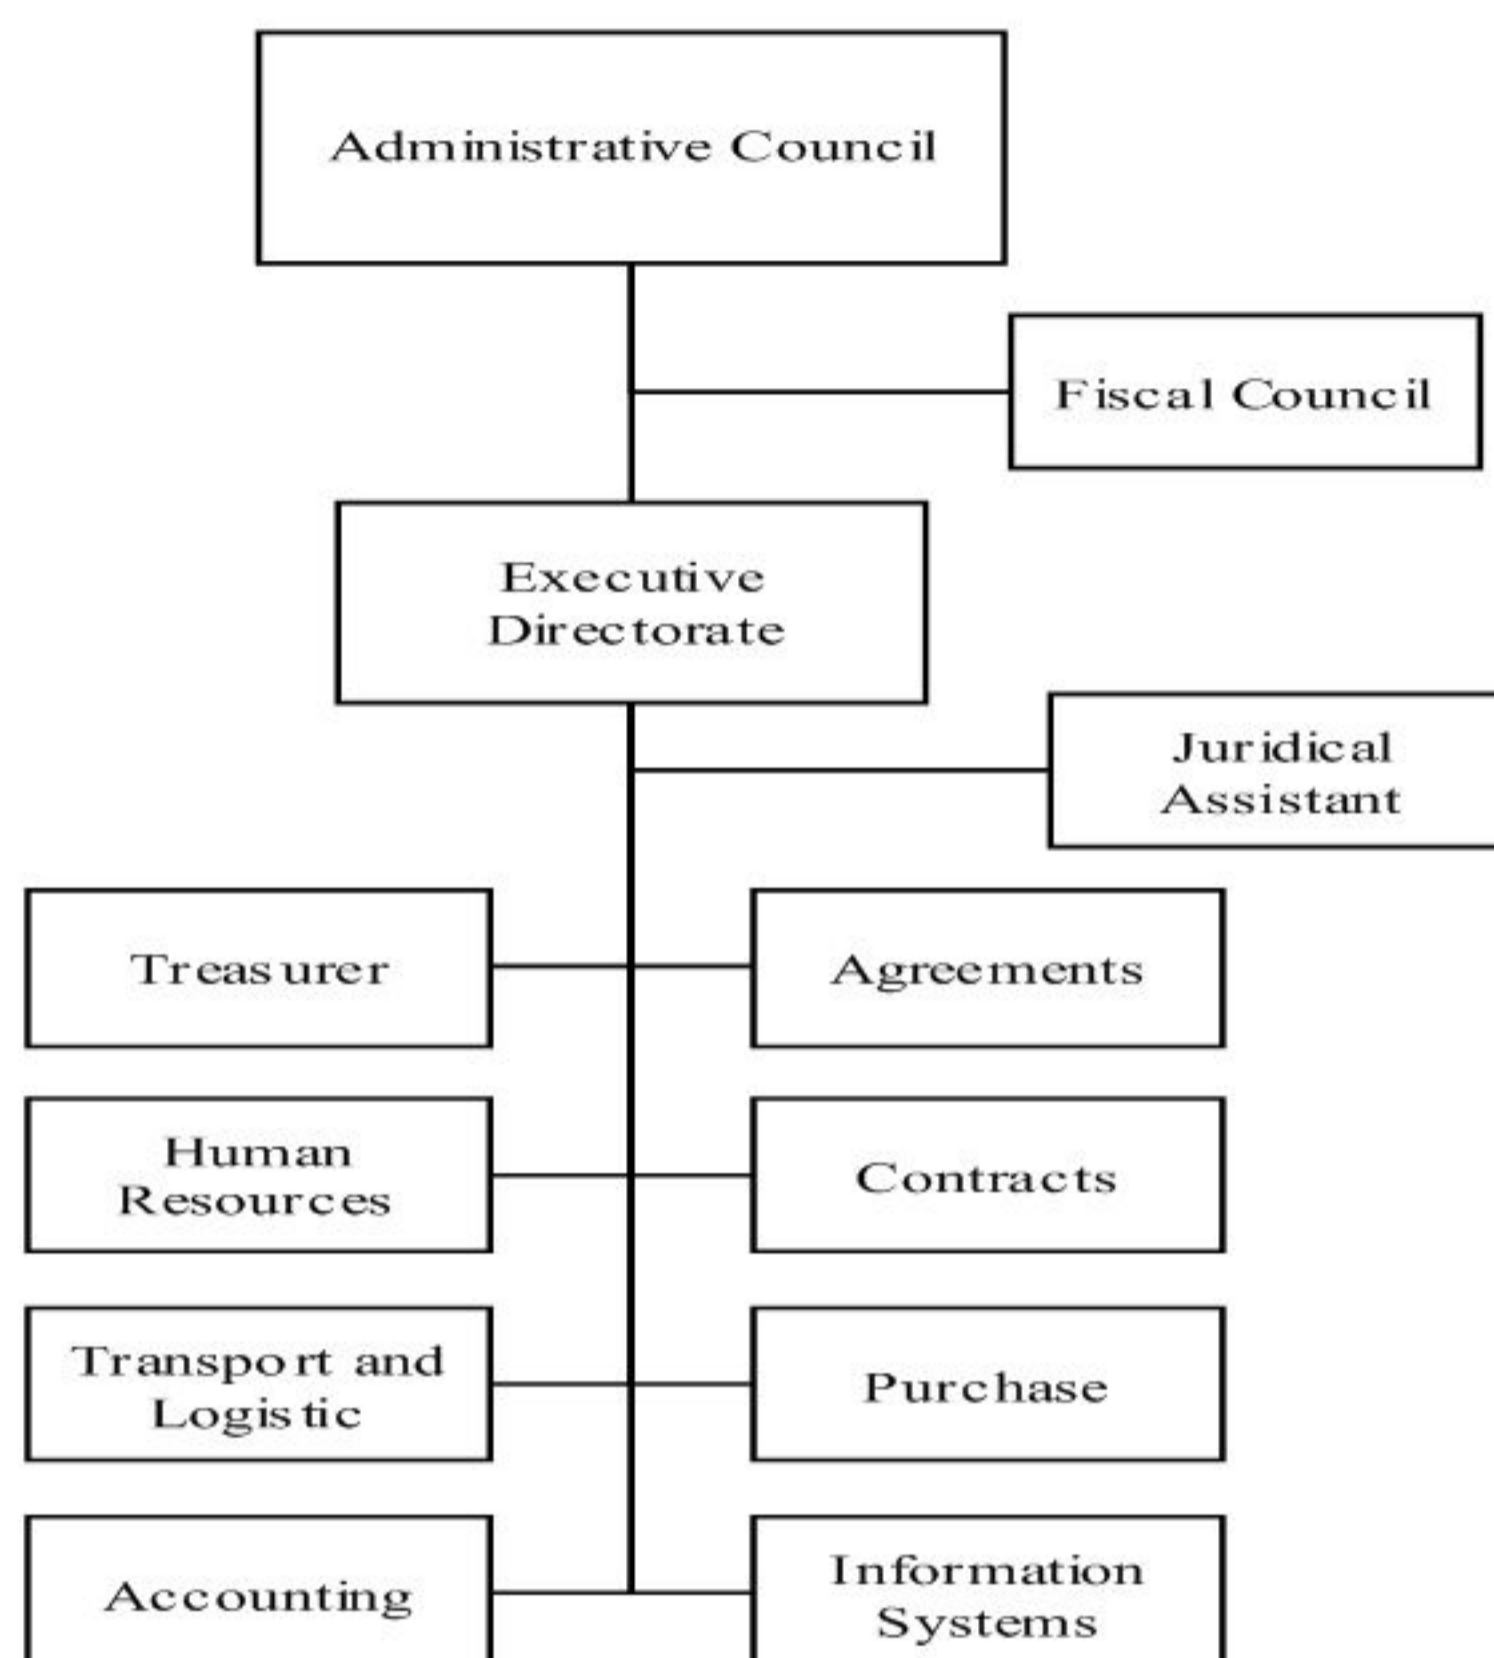 Administrative Council
Fiscal Council
Executive
Directorate
Juridical
Assistant
Treasurer
Agreements
Human
Resources
Contracts
Transport and
Logistic
Purchase
Accounting
Information
Systems